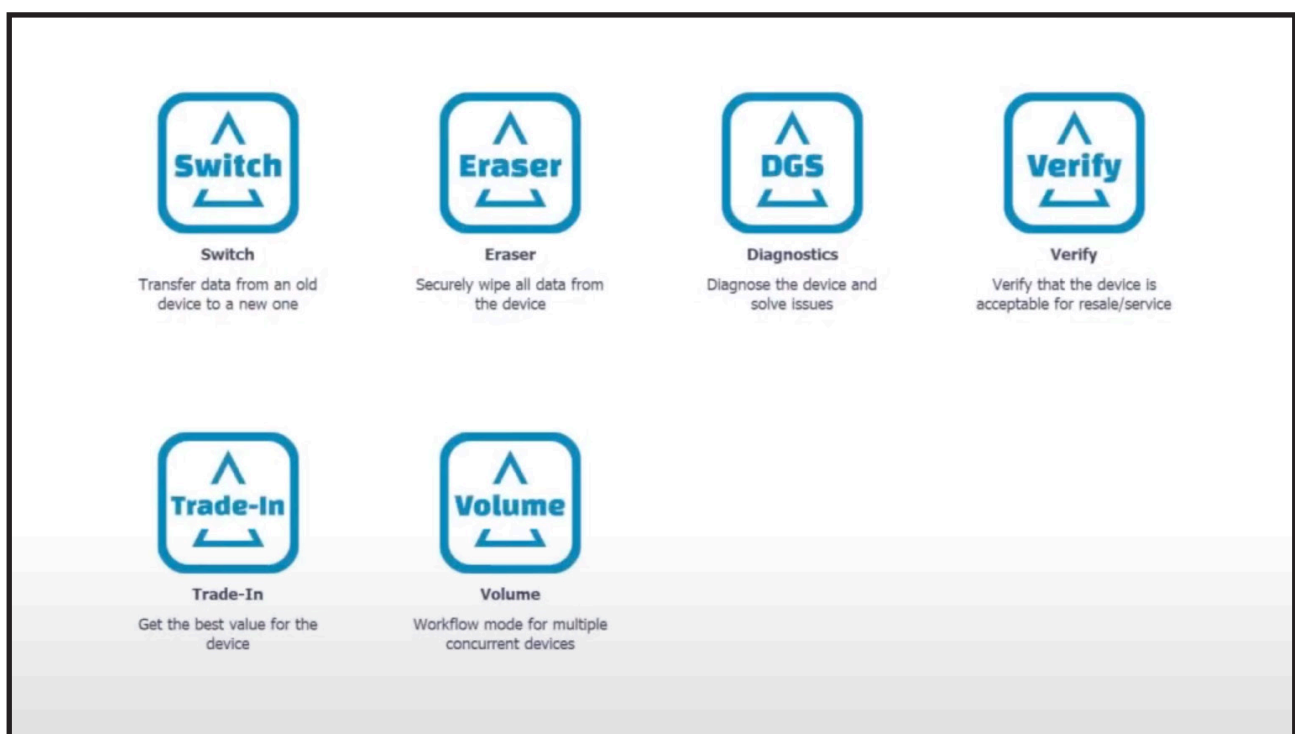 Switch
Switch
Transfer data from an old
device to a new one
Eraser
Eraser
Securely wipe all data from
the device
DGS
Diagnostics
Diagnose the device and
solve issues
Verify
Verify
Verify that the device is
acceptable for resale/service
Trade-In
Trade-In
Get the best value for the
device
Volume
Volume
Workflow mode for multiple
concurrent devices